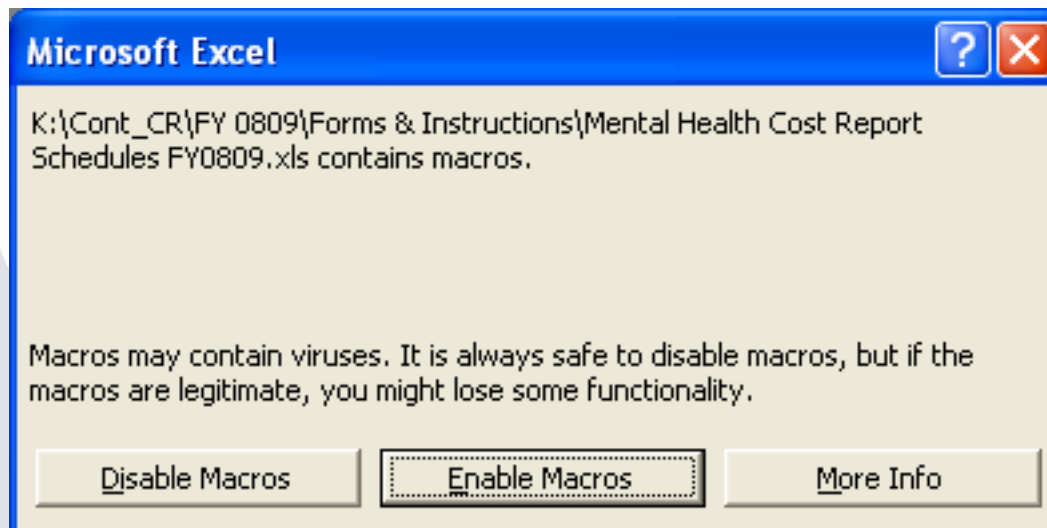 Microsoft Excel
K:\Cont_CR\FY 0809\Forms & Instructions\Mental Health Cost Report
Schedules FY0809.xls contains macros.
Macros may contain viruses. It is always safe to disable macros, but if the
macros are legitimate, you might lose some functionality.
Disable Macros Enable Macros More Info